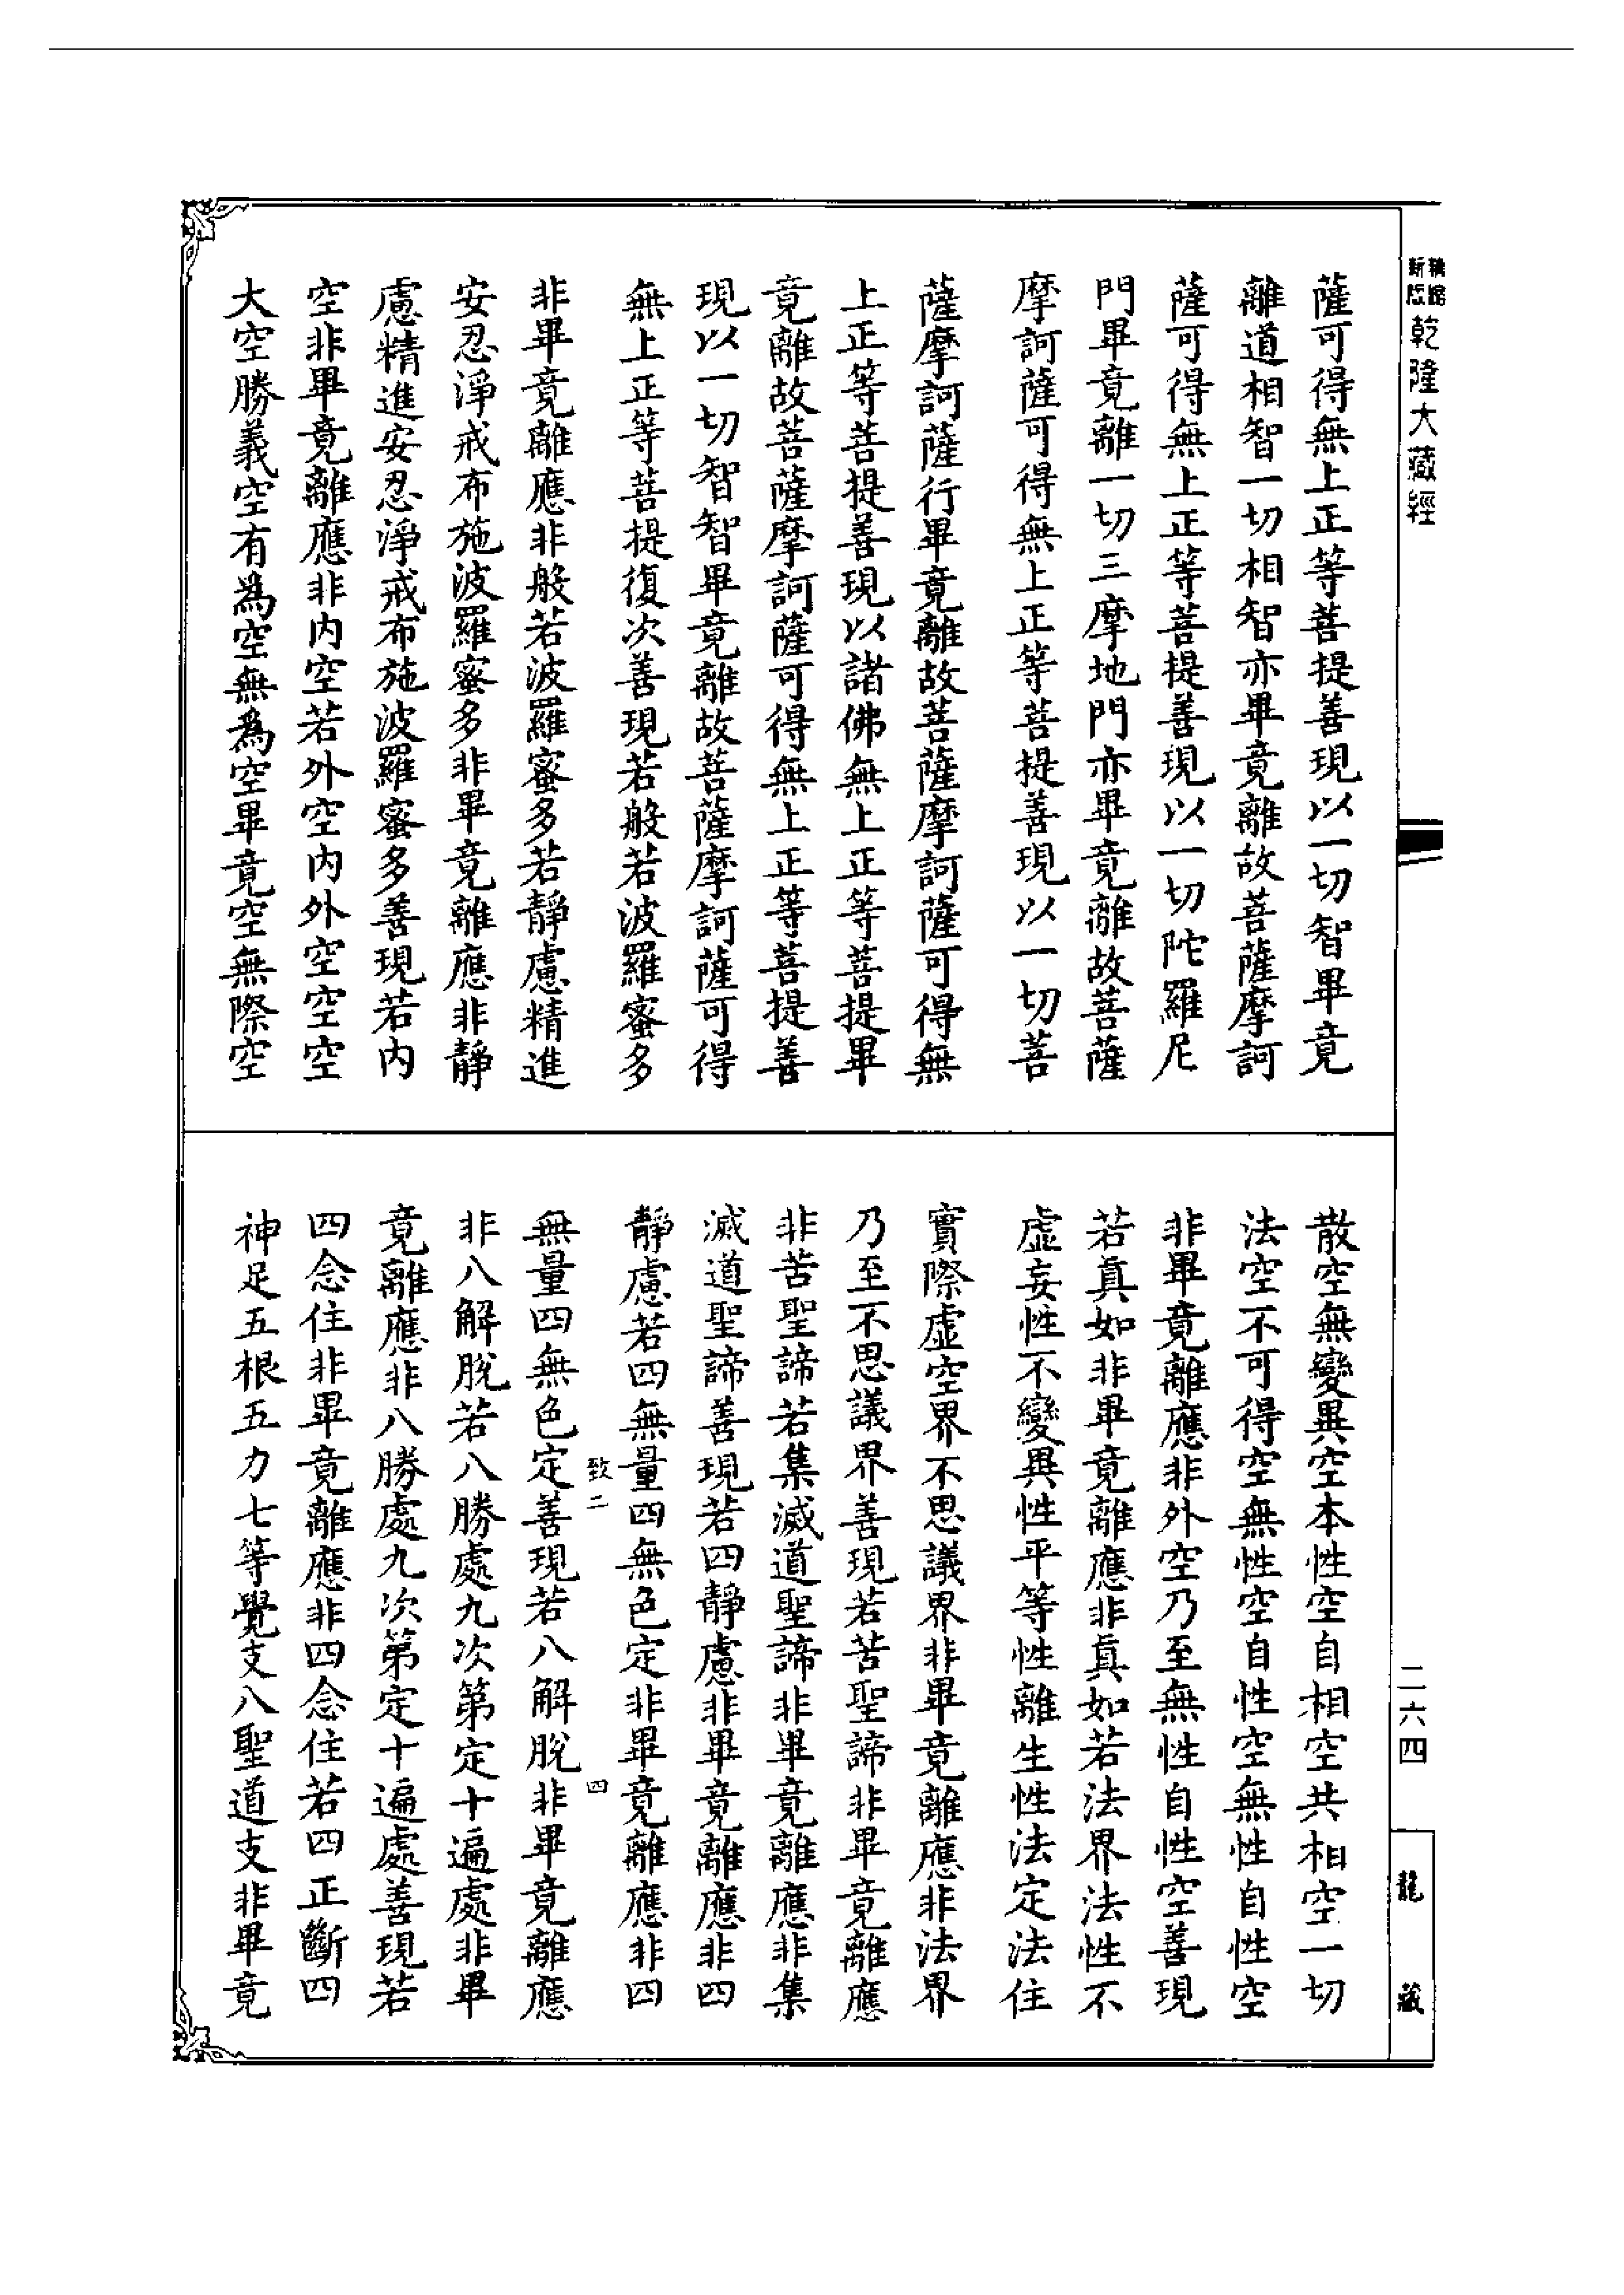 乾隆大藏經
薩可得無上正等菩提善現以一切智畢竟
離道相智一切相智亦畢竟離故菩薩摩訶
薩可得無上正等菩提善現以一切陀羅尼
門畢竟離一切三摩地門亦畢竟離故菩薩
摩訶薩可得無上正等菩提善現以一切菩
薩摩訶薩行畢竟離故菩薩摩訶薩可得無
上正等菩提善現以諸佛無上正等菩提畢
竟離故菩薩摩訶薩可得無上正等菩提善
現以一切智智畢竟離故菩薩摩訶薩可得
無上正等菩提復次善現若般若波羅蜜多
非畢竟離應非般若波羅蜜多若靜慮精進
安忍淨戒布施波羅蜜多非畢竟離應非靜
慮精進安忍淨戒布施波羅蜜多善現若內
空非畢竟離應非內空若外空內外空空空
大空勝義空有為空無為空畢竟空無際空
散空無變異空本性空自相空共相空一切
法空不可得空無性空自性空無性自性空
非畢竟離應非外空乃至無性自性空善現
若真如非畢竟離應非真如若法界法性不
虛妄性不變異性平等性離生性法定法住
實際虛空界不思議界非畢竟離應非法界
乃至不思議界善現若苦聖諦非畢竟離應
非苦聖諦若集滅道聖諦非畢竟離應非集
滅道聖諦善現若四靜慮非畢竟離應非四
靜慮若四無量四無色定非畢竟離應非四
致二 四
無量四無色定善現若八解脫非畢竟離應
非八解脫若八勝處九次第定十遍處非畢
竟離應非八勝處九次第定十遍處善現若
四念住非畢竟離應非四念住若四正斷四
神足五根五力七等覺支八聖道支非畢竟
二六四
龍藏